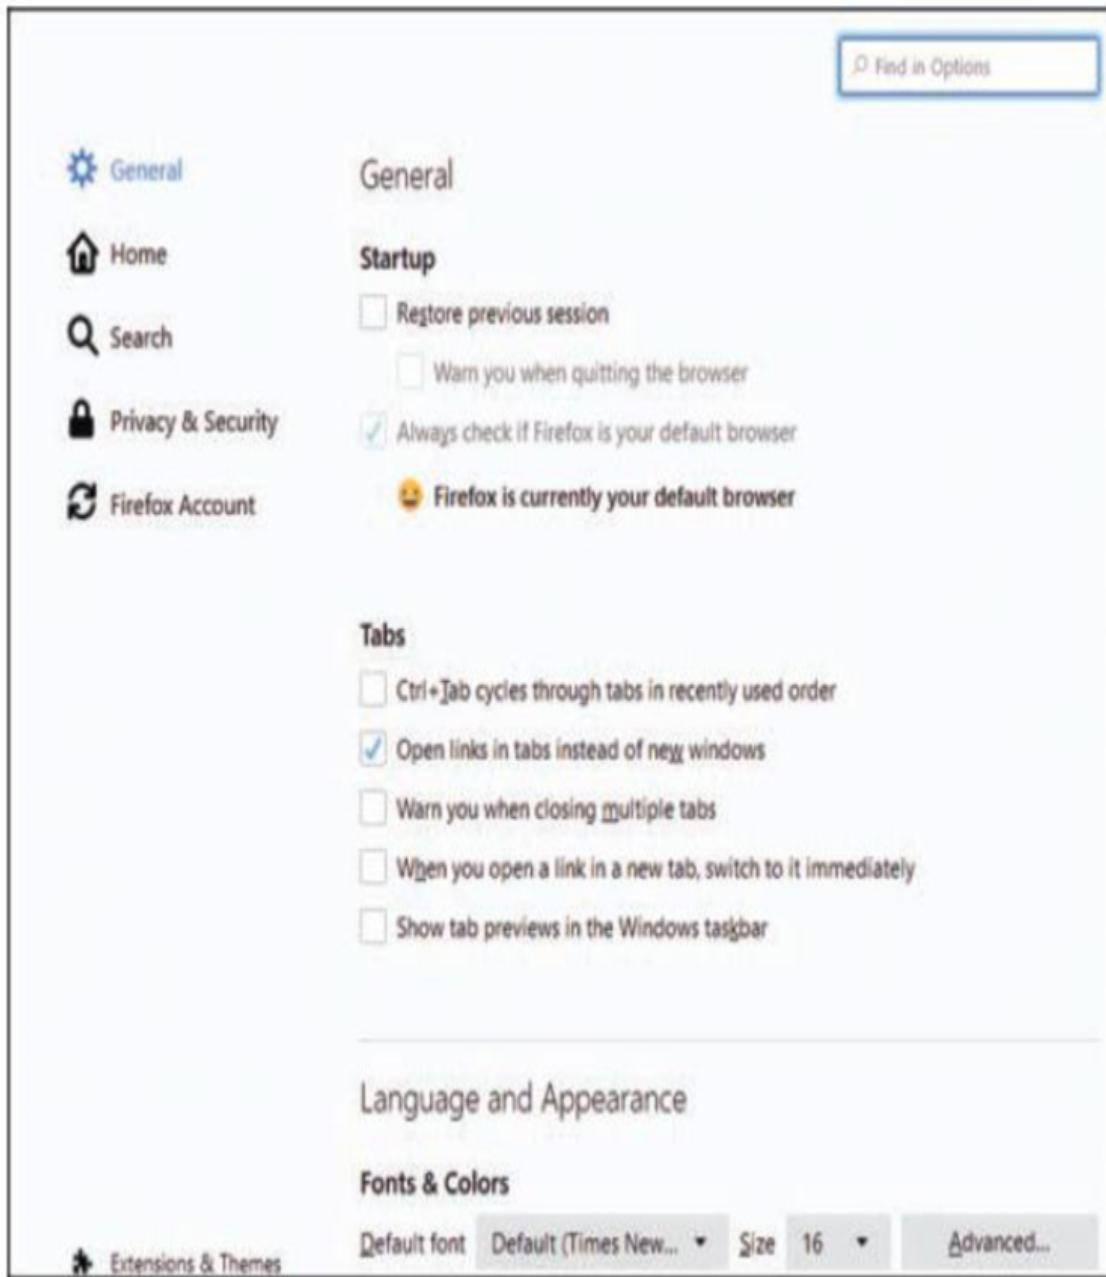 Find in Options
General
Home
Search
Privacy & Security
Firefox Account
Extensions & Themes
General
Startup
Restore previous session
Warn you when quitting the browser
Always check if Firefox is your default browser
Firefox is currently your default browser
Tabs
Ctrl+Tab cycles through tabs in recently used order
Open links in tabs instead of new windows
Warn you when closing multiple tabs
When you open a link in a new tab, switch to it immediately
Show tab previews in the Windows taskbar
Language and Appearance
Fonts & Colors
Default font Default (Times New... Size 16 Advanced...